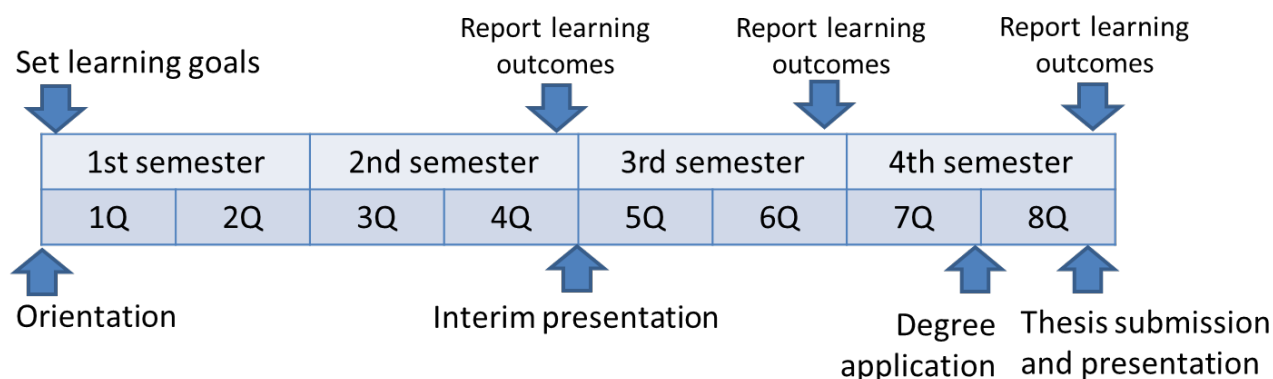 Set learning goals
Report learning
outcomes
Report learning
outcomes
Report learning
outcomes
1st semester
2nd semester
3rd semester
4th semester
1Q
2Q
3Q
4Q
5Q
6Q
7Q
8Q
Orientation
Interim presentation
Degree
application
Thesis submission
and presentation